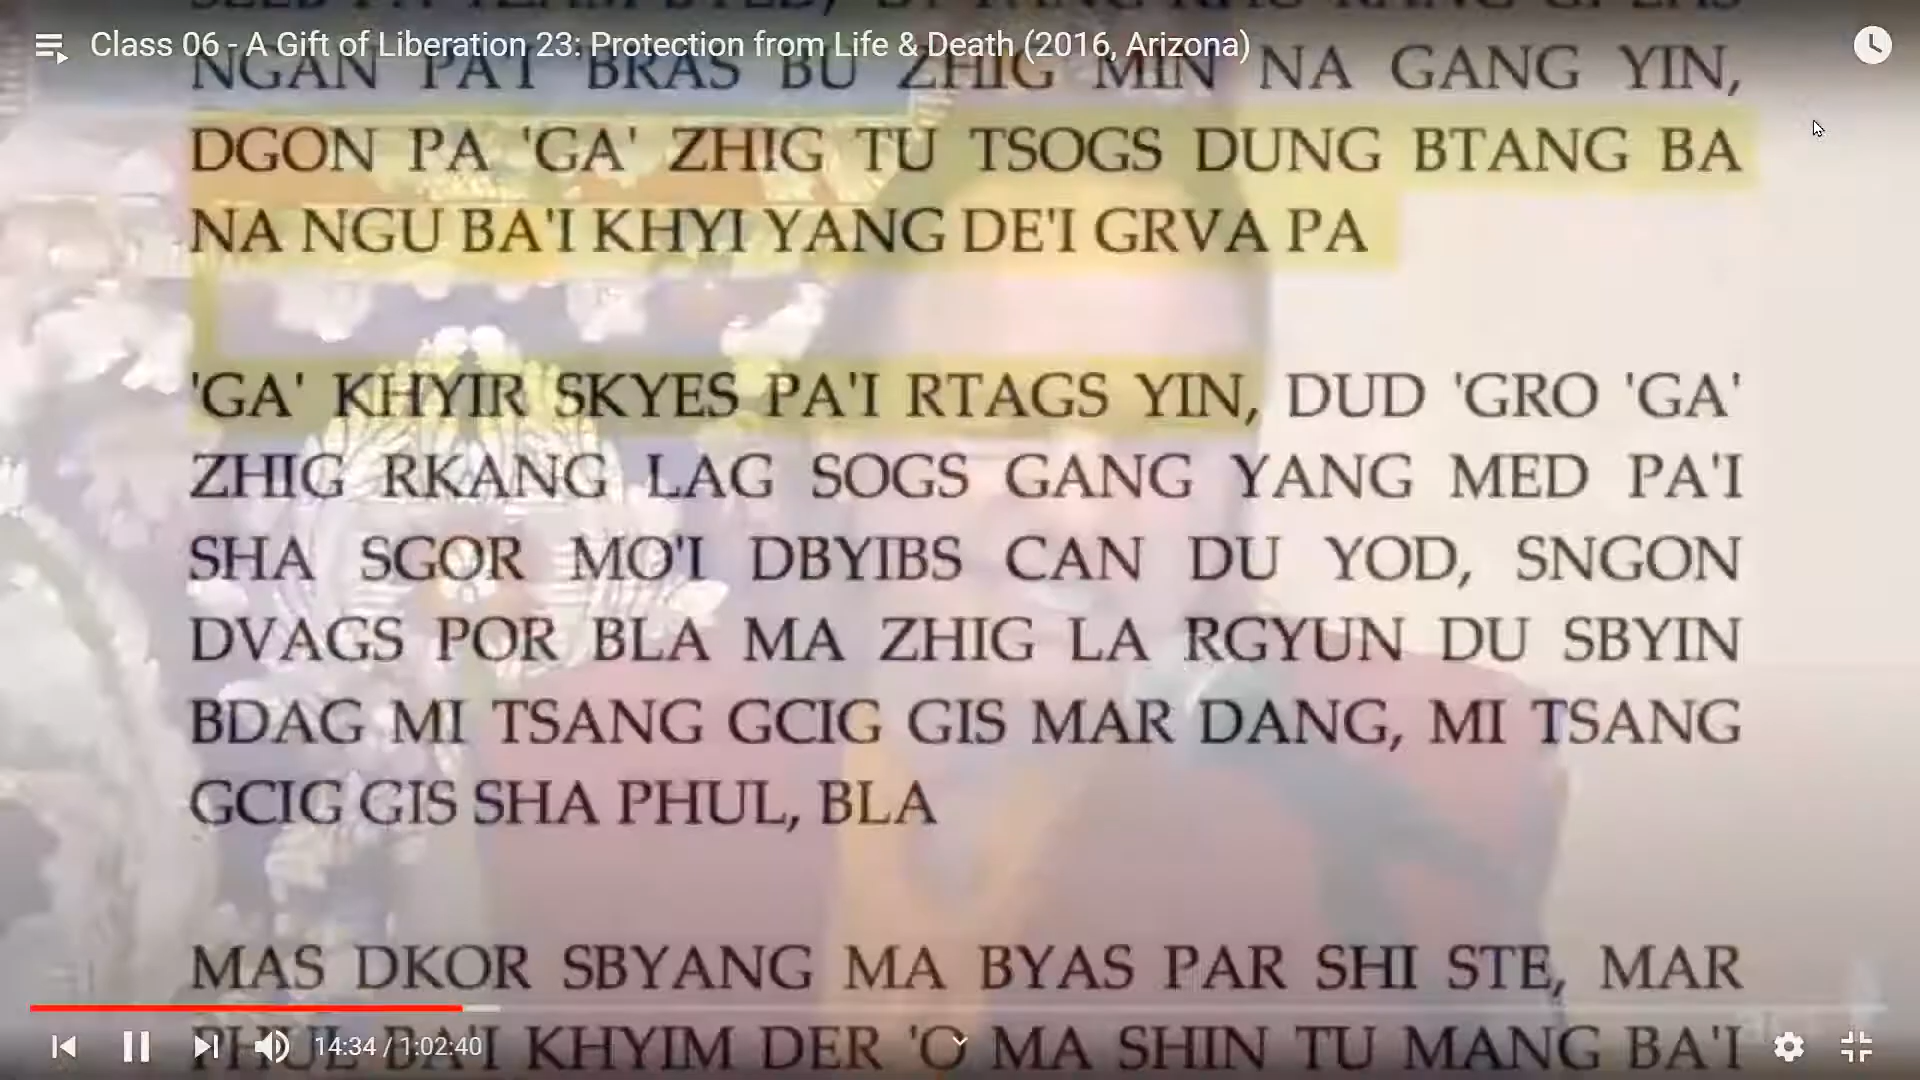 Class 06 - A Gift of Liberation 23: Protection from Life & Death (2016, Arizona)
NGAN PA'I BRAS BU ZHIG MIN NA GANG YIN,
DGON PA 'GA' ZHIG TU TSOGS DUNG BTANG BA
NA NGU BA'I KHYI YANG DE'I GRVA PA
'GA' KHYIR SKYES PA'I RTAGS YIN, DUD 'GRO 'GA'
ZHIG RKANG LAG SOGS GANG YANG MED PA'I
SHA SGOR MO'I DBYIBS CAN DU YOD, SNGON
DVAGS POR BLA MA ZHIG LA RGYUN DU SBYIN
BDAG MI TSANG GCIG GIS MAR DANG, MI TSANG
GCIG GIS SHA PHUL, BLA
MAS DKOR SBYANG MA BYAS PAR SHI STE, MAR
PHUL BA'I KHYIM DER 'O MA SHIN TU MANG BA'I
14:34 / 1:02:40